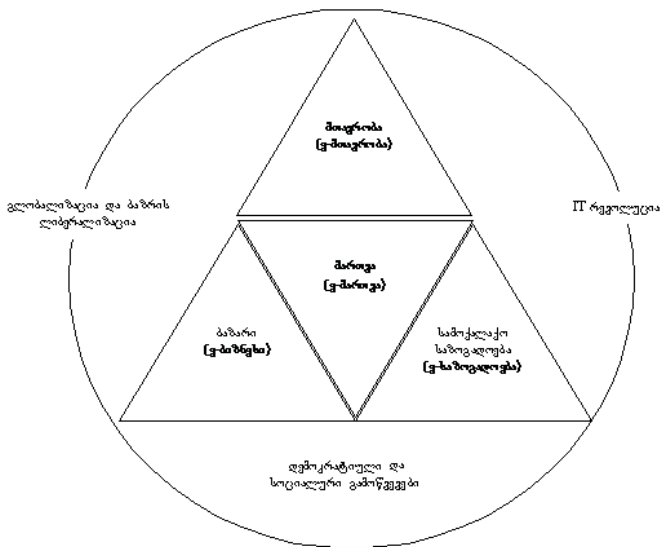 მთავრობა
(ე-მთავრობა)
გლობალიზაცია და ბაზრის
ლიბერალიზაცია
IT რევოლუცია
მართვა
(ე-მართვა)
ბაზარი
(ე-ბიზნესი)
სამოქალაქო
საზოგადოება
(ე-საზოგადოება)
დემოკრატიული და
სოციალური გამოწვევები